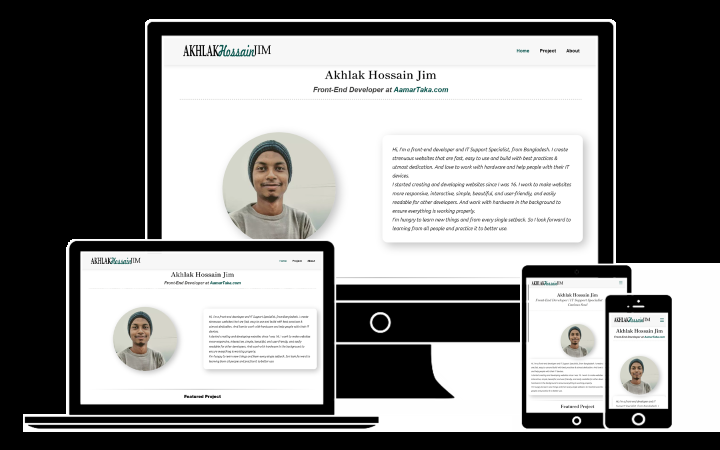 AKHLAKHossainJIM
Home Project About
Akhlak Hossain Jim
Front-End Developer at AamarTaka.com
Hi, I'm a front-end developer and IT Support Specialist, from Bangladesh. I create
strenuous websites that are fast, easy to use and build with best practices &
utmost dedication. And love to work with hardware and help people with their IT
devices.
I started creating and developing websites since I was 16. I work to make websites
more responsive, interactive, simple, beautiful, and user-friendly, and easily
readable for other developers. And work with hardware in the background to
ensure everything is working properly.
I'm hungry to learn new things and from every single setback. So I look forward to
learning from all people and practice it to better use
AKHLAKHossainJIM
Home Project About
Akhlak Hossain Jim
Front-End Developer at AamarTaka.com
Featured Project
AKHLAKHossainJIM
Akhlak Hossain Jim
Featured Project
AKHLAKHossainJIM
Akhlak Hossain Jim
Front-End Developer at AamarTaka.com